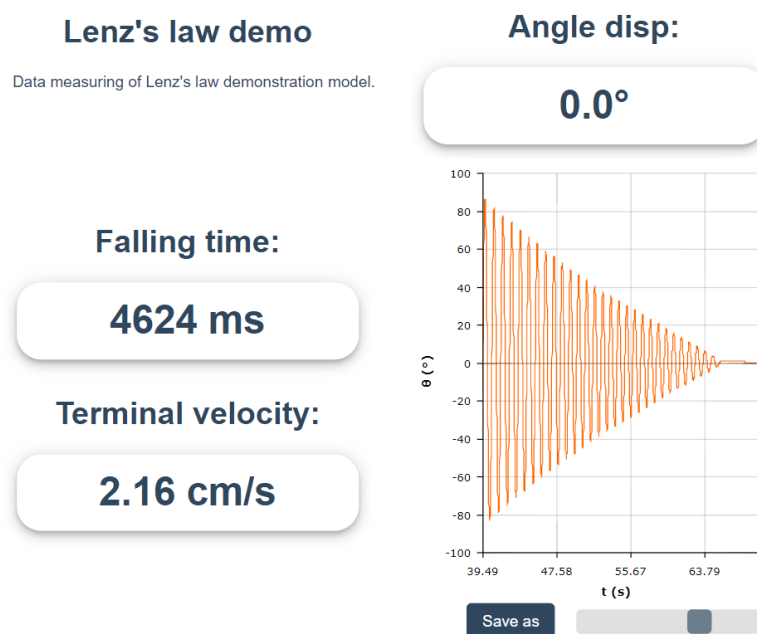 Lenz's law demo
Data measuring of Lenz's law demonstration model.
Falling time:
4624 ms
Terminal velocity:
2.16 cm/s
Angle disp:
0.0°
100
80
60
40
20
0
-20
-40
-60
-80
-100
θ (°)
39.49 47.58 55.67 63.79
t (s)
Save as